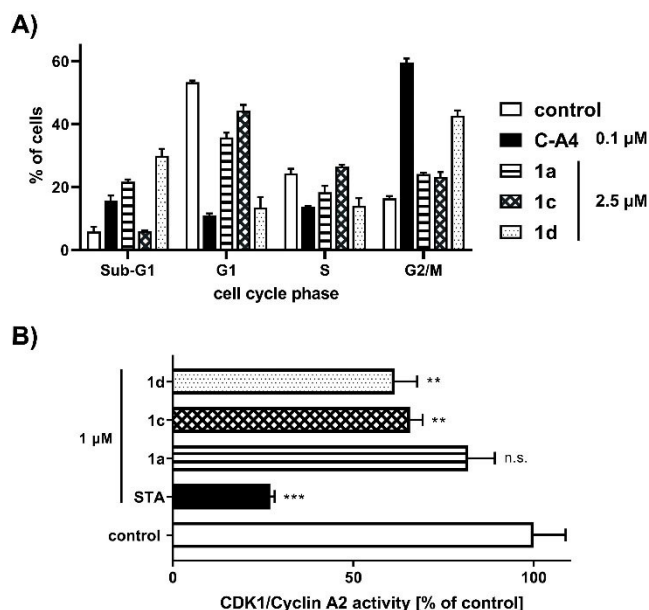 A)
60
40
20
0
% of cells
Sub-G1 G1 S G2/M
cell cycle phase
control
C-A4 0.1 µM
1a
1c 2.5 µM
1d
B)
1 µM
1d **
1c **
1a n.s.
STA ***
control
0 50 100
CDK1/Cyclin A2 activity [% of control]